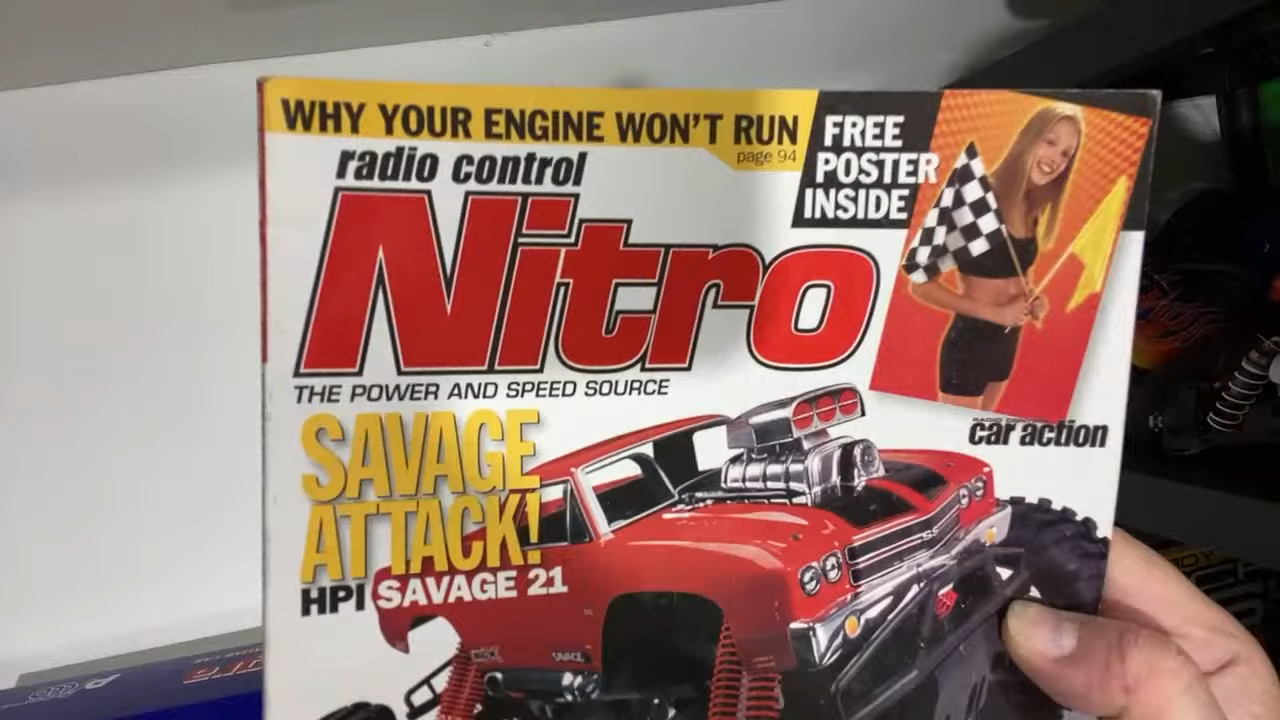 WHY YOUR ENGINE WON'T RUN
page 94
FREE
POSTER
INSIDE
radio control
Nitro
THE POWER AND SPEED SOURCE
car action
SAVAGE
ATTACK!
HPI SAVAGE 21
SS